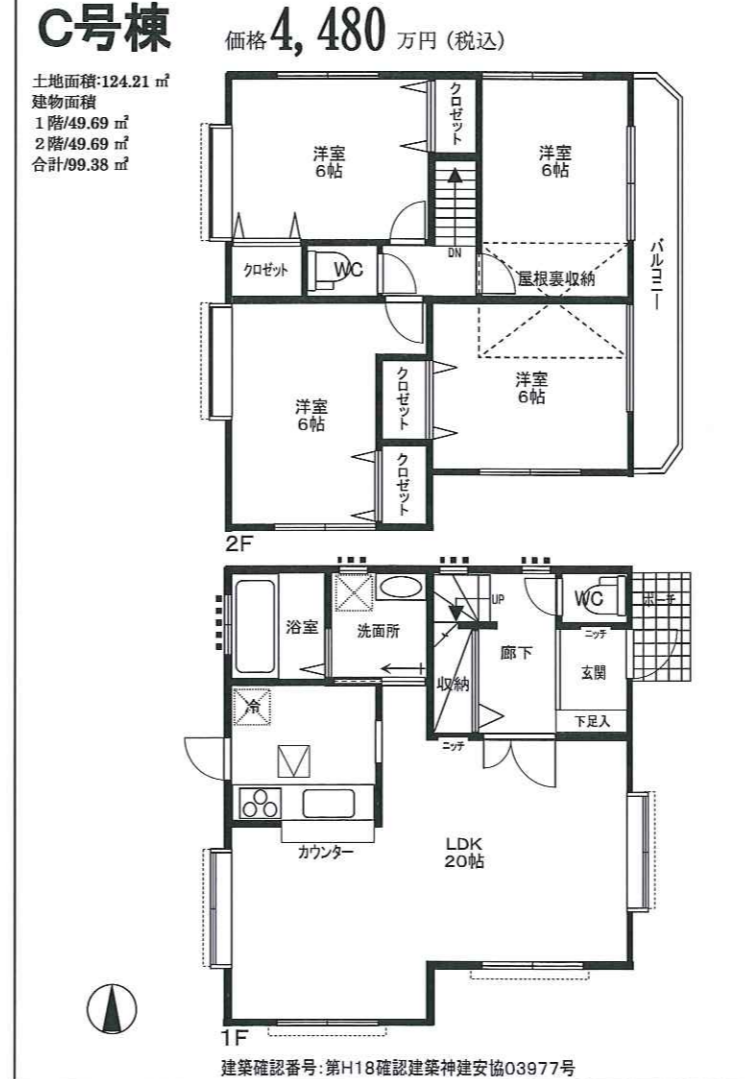 C号棟
価格4,480万円(税込)
土地面積:124.21㎡
建物面積
1階/49.69㎡
2階/49.69㎡
合計/99.38㎡
洋室
6帖
クロゼット
洋室
6帖
バルコニー
DN
クロゼット
WC
屋根裏収納
洋室
6帖
クロゼット
洋室
6帖
クロゼット
2F
浴室
洗面所
UP
WC
ポーチ
ニッチ
廊下
玄関
収納
下足入
冷
ニッチ
カウンター
LDK
20帖
1F
建築確認番号:第H18確認建築神建安協03977号